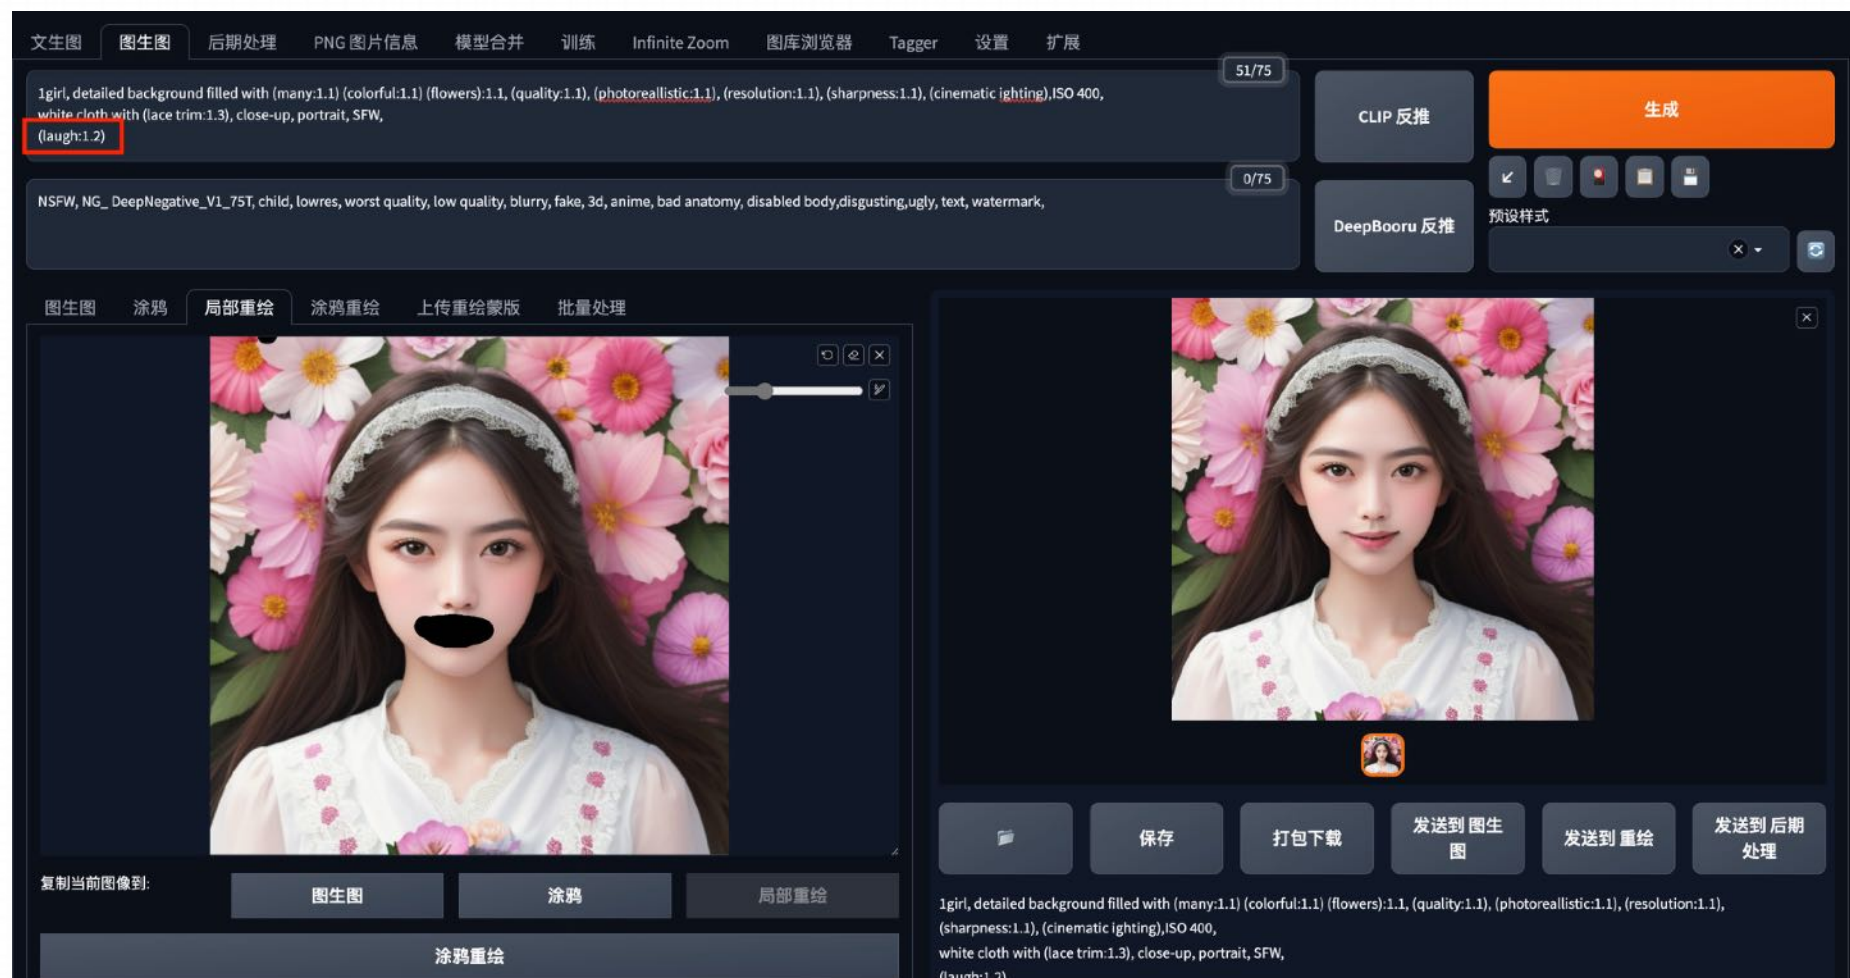 文生图 图生图 后期处理 PNG 图片信息 模型合并 训练 Infinite Zoom 图库浏览器 Tagger 设置 扩展
51/75
1girl, detailed background filled with (many:1.1) (colorful:1.1) (flowers):1.1, (quality:1.1), (photoreallistic:1.1), (resolution:1.1), (sharpness:1.1), (cinematic ighting),ISO 400,
white cloth with (lace trim:1.3), close-up, portrait, SFW,
(laugh:1.2)
CLIP 反推
生成
0/75
NSFW, NG_ DeepNegative_V1_75T, child, lowres, worst quality, low quality, blurry, fake, 3d, anime, bad anatomy, disabled body,disgusting,ugly, text, watermark,
DeepBooru 反推
预设样式
图生图 涂鸦 局部重绘 涂鸦重绘 上传重绘蒙版 批量处理
复制当前图像到:
图生图 涂鸦 局部重绘
涂鸦重绘
保存
打包下载
发送到 图生
图
发送到 重绘
发送到 后期
处理
1girl, detailed background filled with (many:1.1) (colorful:1.1) (flowers):1.1, (quality:1.1), (photoreallistic:1.1), (resolution:1.1),
(sharpness:1.1), (cinematic ighting),ISO 400,
white cloth with (lace trim:1.3), close-up, portrait, SFW,
(laugh:1.2)